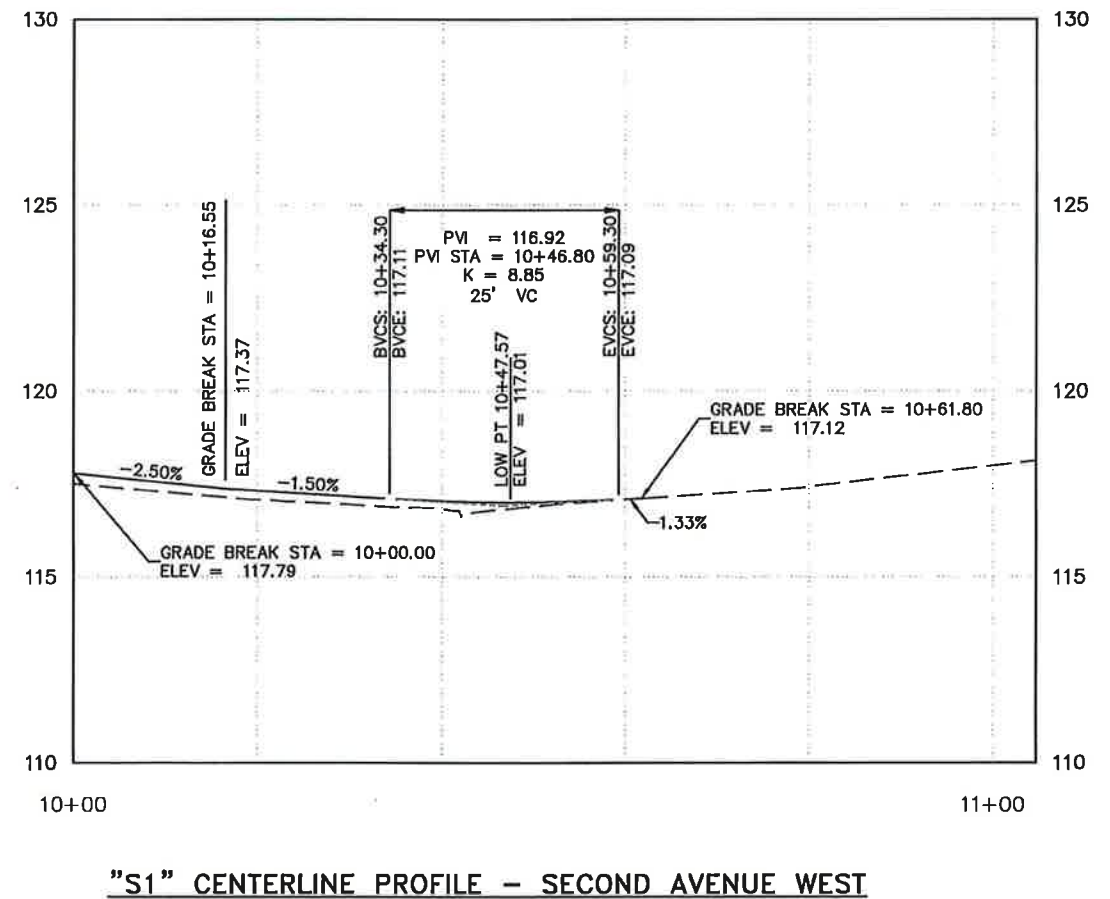 130
130
125
125
120
120
115
115
110
110
10+00
11+00
GRADE BREAK STA = 10+16.55
ELEV = 117.37
BVCS: 10+34.30
BVCE: 117.11
PVI = 116.92
PVI STA = 10+46.80
K = 8.85
25' VC
EVCS: 10+59.30
EVCE: 117.09
LOW PT 10+47.57
ELEV = 117.01
GRADE BREAK STA = 10+61.80
ELEV = 117.12
-2.50%
-1.50%
-1.33%
GRADE BREAK STA = 10+00.00
ELEV = 117.79
"S1" CENTERLINE PROFILE - SECOND AVENUE WEST